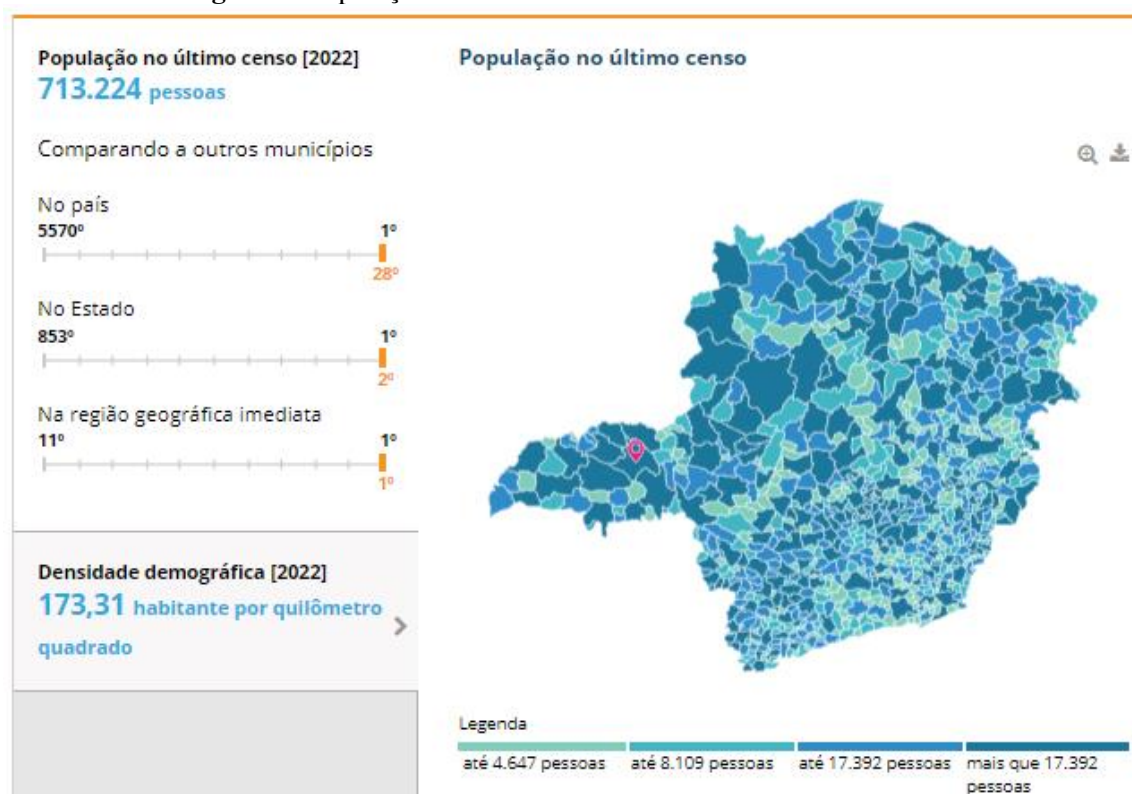 População no último censo [2022]
713.224 pessoas
Comparando a outros municípios
No país
5570º 1º
28º
No Estado
853º 1º
2º
Na região geográfica imediata
11º 1º
1º
Densidade demográfica [2022]
173,31 habitante por quilômetro
quadrado
População no último censo
Legenda
até 4.647 pessoas até 8.109 pessoas até 17.392 pessoas mais que 17.392
pessoas